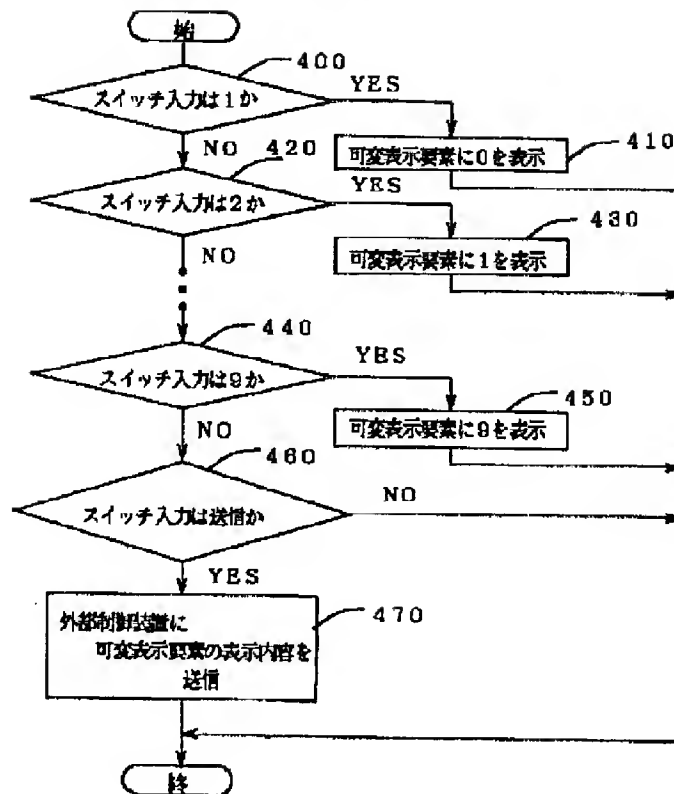 始
400
スイッチ入力は1か
YES
可変表示要素に0を表示
410
NO
420
スイッチ入力は2か
YES
430
可変表示要素に1を表示
NO
440
スイッチ入力は9か
YES
450
可変表示要素に9を表示
NO
460
スイッチ入力は送信か
NO
YES
470
外部制御装置に
可変表示要素の表示内容を
送信
終